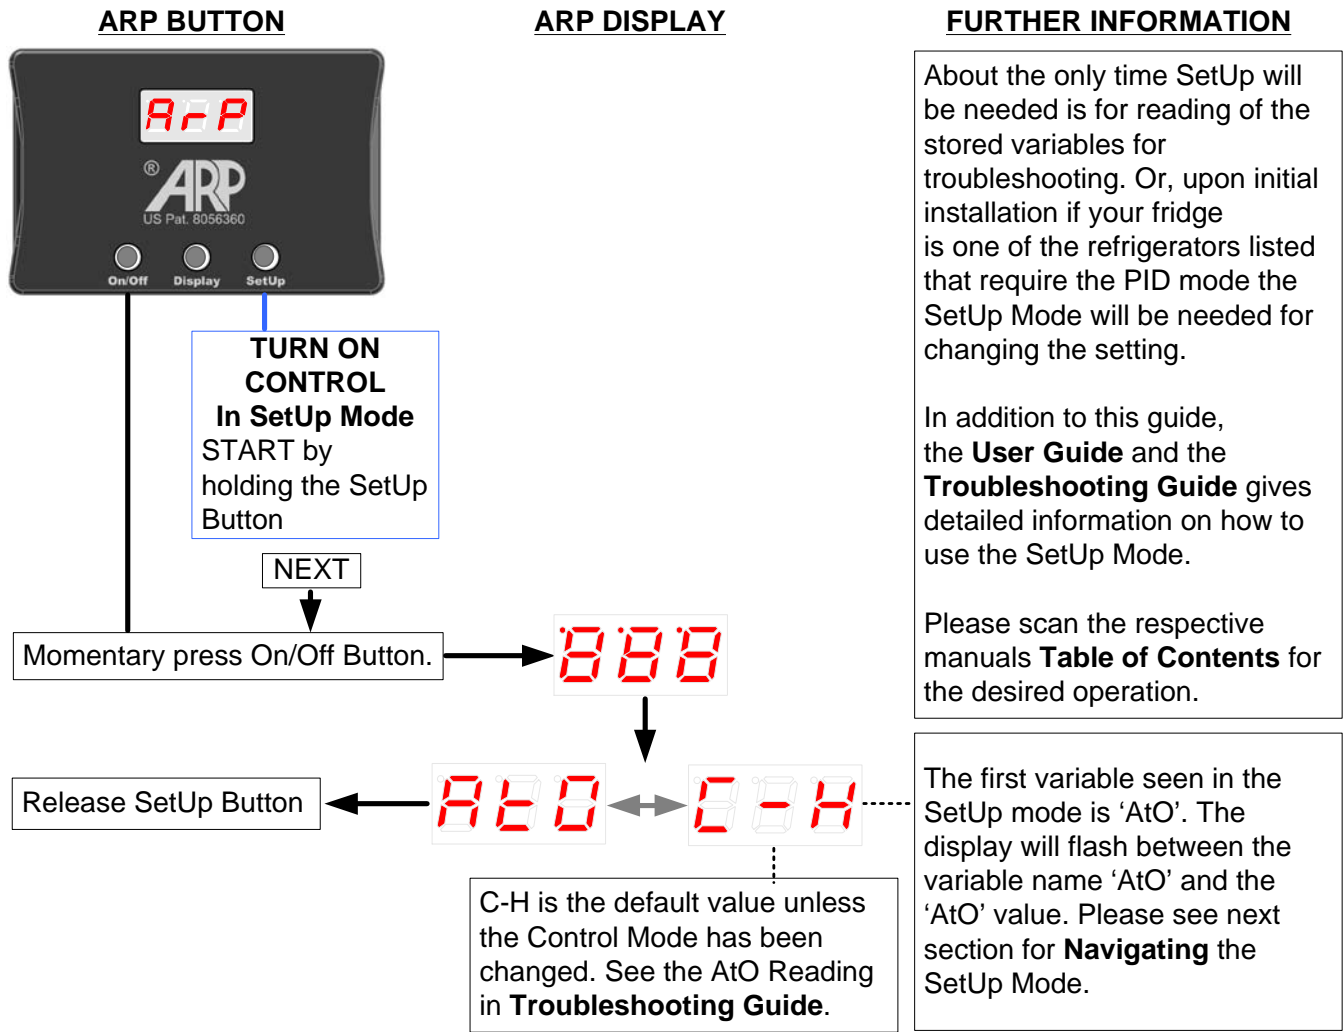 ARP BUTTON
ARP DISPLAY
FURTHER INFORMATION
ArP
® ARP
US Pat. 8056360
On/Off Display SetUp
TURN ON
CONTROL
In SetUp Mode
START by
holding the SetUp
Button
NEXT
Momentary press On/Off Button.
8 8 8
AtO
C-H
Release SetUp Button
C-H is the default value unless
the Control Mode has been
changed. See the AtO Reading
in Troubleshooting Guide.
About the only time SetUp will
be needed is for reading of the
stored variables for
troubleshooting. Or, upon initial
installation if your fridge
is one of the refrigerators listed
that require the PID mode the
SetUp Mode will be needed for
changing the setting.
In addition to this guide,
the User Guide and the
Troubleshooting Guide gives
detailed information on how to
use the SetUp Mode.
Please scan the respective
manuals Table of Contents for
the desired operation.
The first variable seen in the
SetUp mode is ‘AtO’. The
display will flash between the
variable name ‘AtO’ and the
‘AtO’ value. Please see next
section for Navigating the
SetUp Mode.